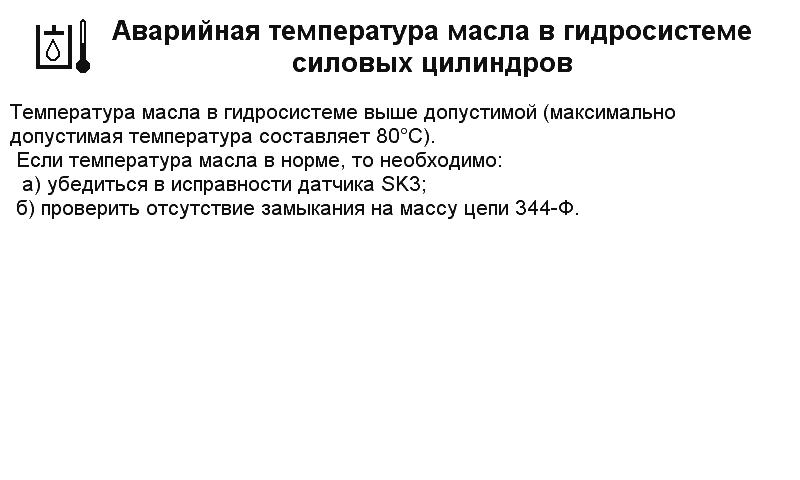 Аварийная температура масла в гидросистеме
силовых цилиндров
Температура масла в гидросистеме выше допустимой (максимально
допустимая температура составляет 80°С).
Если температура масла в норме, то необходимо:
а) убедиться в исправности датчика SK3;
б) проверить отсутствие замыкания на массу цепи 344-Ф.